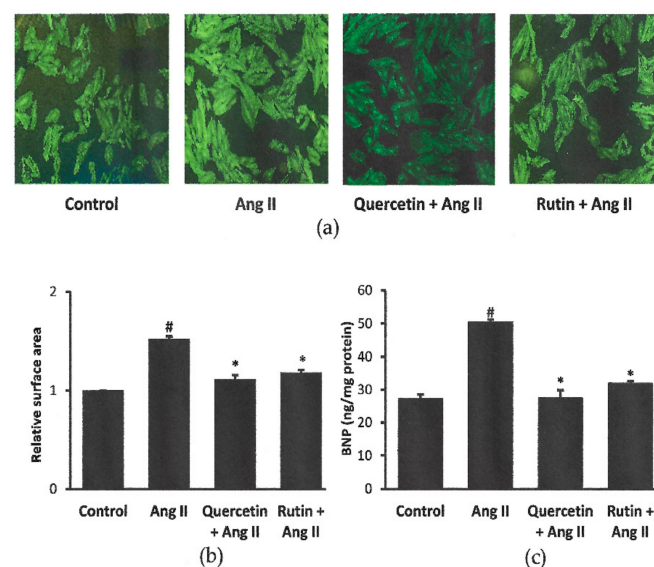 Control
Ang II
Quercetin + Ang II
Rutin + Ang II
(a)
2
1
0
Relative surface area
#
*
*
Control
Ang II
Quercetin
+ Ang II
Rutin +
Ang II
(b)
60
50
40
30
20
10
0
BNP (ng/mg protein)
#
*
*
Control
Ang II
Quercetin
+ Ang II
Rutin +
Ang II
(c)